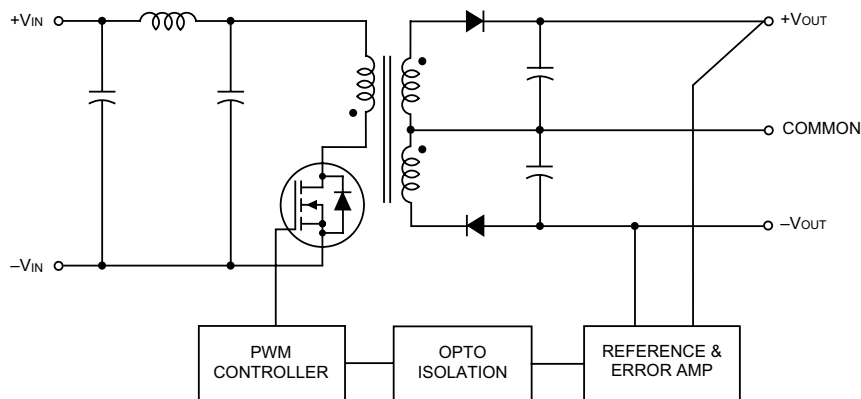 +VIN
+VOUT
COMMON
–VOUT
–VIN
PWM
CONTROLLER
OPTO
ISOLATION
REFERENCE &
ERROR AMP